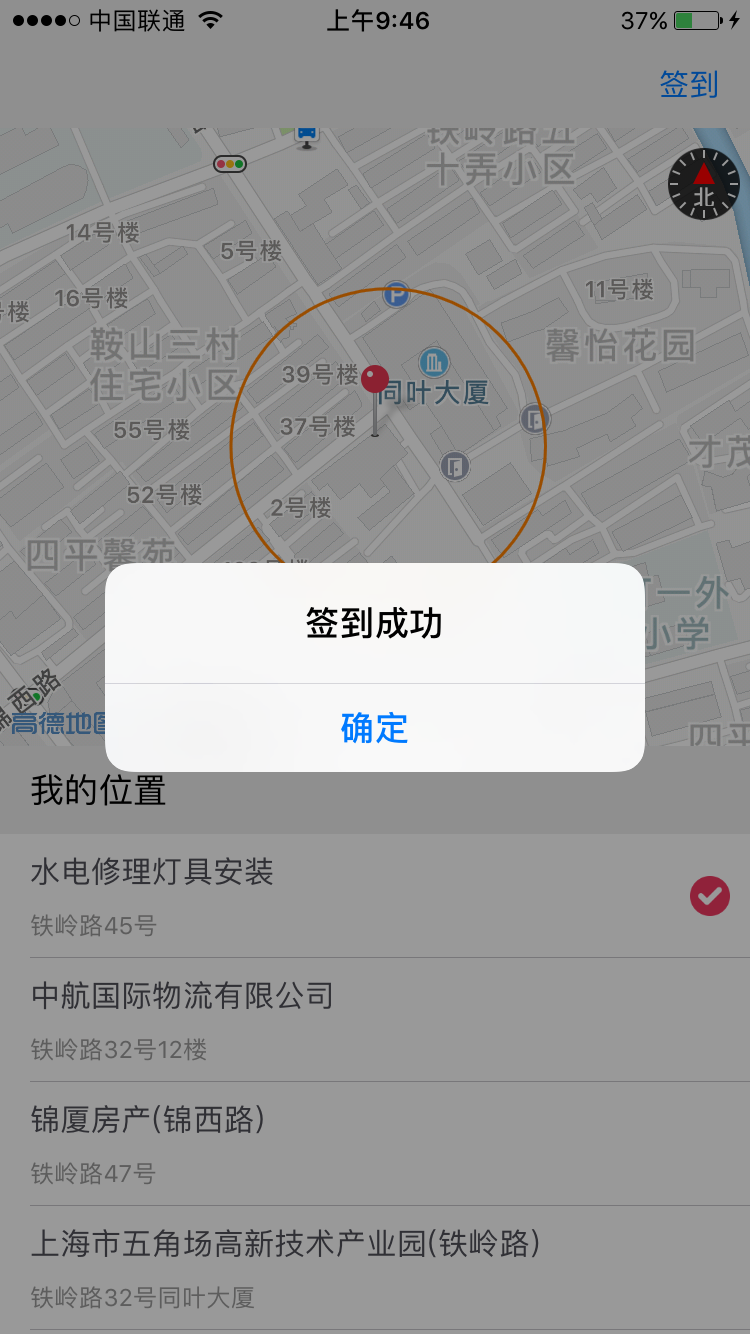 中国联通
上午9:46
37%
签到
铁岭路五
十弄小区
北
14号楼
5号楼
16号楼
号楼
11号楼
P
鞍山三村
住宅小区
馨怡花园
39号楼
同叶大厦
37号楼
55号楼
才茂
52号楼
2号楼
四平馨苑
一外
小学
锦西路
高德地图
四平
签到成功
确定
我的位置
水电修理灯具安装
铁岭路45号
中航国际物流有限公司
铁岭路32号12楼
锦厦房产(锦西路)
铁岭路47号
上海市五角场高新技术产业园(铁岭路)
铁岭路32号同叶大厦